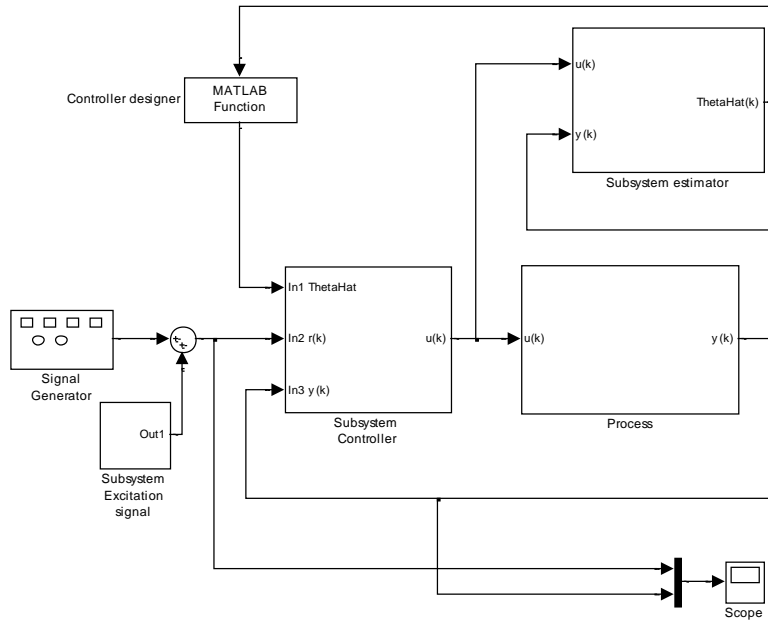 Controller designer
MATLAB
Function
u(k)
ThetaHat(k)
y (k)
Subsystem estimator
In1 ThetaHat
In2 r(k)
In3 y (k)
u(k)
Subsystem
Controller
u(k)
y (k)
Process
Signal
Generator
Out1
Subsystem
Excitation
signal
Scope